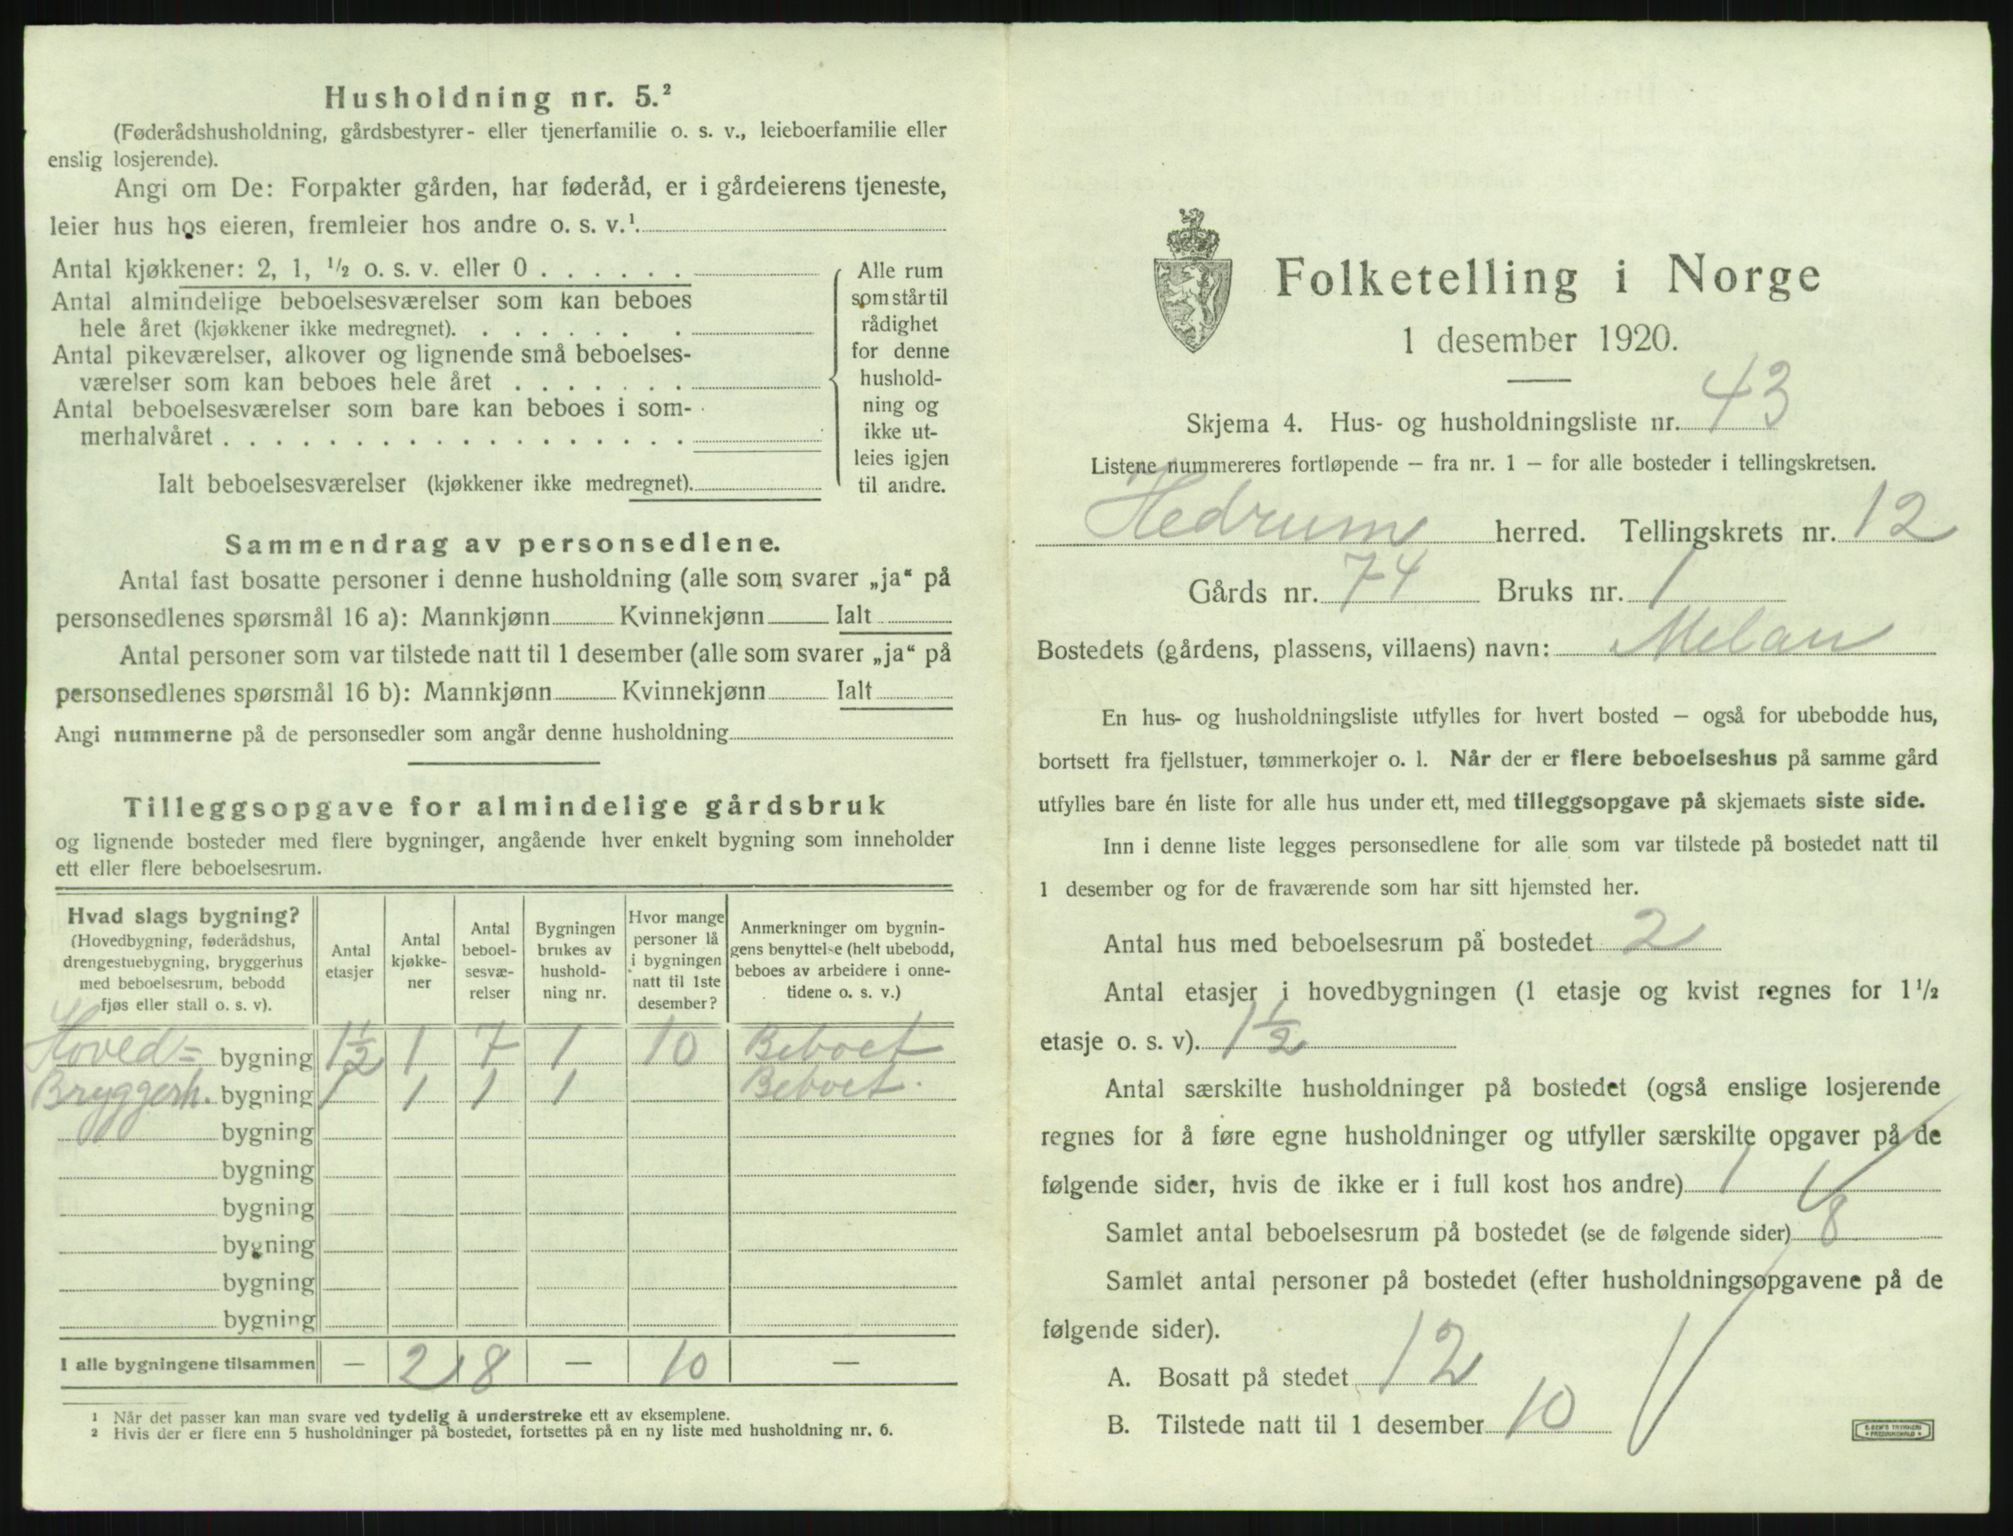 Husholdning nr. 5.²
(Føderådshusholdning, gårdsbestyrer- eller tjenerfamilie o. s. v., leieboerfamilie eller
enslig losjerende).
Angi om De: Forpakter gården, har føderåd, er i gårdeierens tjeneste,
leier hus hos eieren, fremleier hos andre o. s. v.¹
Antal kjøkkener: 2, 1, ½ o. s. v. eller 0 . . . . . .
Antal almindelige beboelsesværelser som kan beboes
hele året (kjøkkener ikke medregnet). . . . . . . .
Antal pikeværelser, alkover og lignende små beboelses-
værelser som kan beboes hele året . . . . . . .
Antal beboelsesværelser som bare kan beboes i som-
merhalvåret . . . . . . . . . . . . . . . . .
Ialt beboelsesværelser (kjøkkener ikke medregnet).
Alle rum
som står til
rådighet
for denne
hushold-
ning og
ikke ut-
leies igjen
til andre.
Sammendrag av personsedlene.
Antal fast bosatte personer i denne husholdning (alle som svarer „ja“ på
personsedlenes spørsmål 16 a): Mannkjønn Kvinnekjønn Ialt
Antal personer som var tilstede natt til 1 desember (alle som svarer „ja“ på
personsedlenes spørsmål 16 b): Mannkjønn Kvinnekjønn Ialt
Angi nummerne på de personsedler som angår denne husholdning
Tilleggsopgave for almindelige gårdsbruk
og lignende bosteder med flere bygninger, angående hver enkelt bygning som inneholder
ett eller flere beboelsesrum.
Hvad slags bygning?
(Hovedbygning, føderådshus,
drengestuebygning, bryggerhus
med beboelsesrum, bebodd
fjøs eller stall o. s. v).
Antal
etasjer
Antal
kjøkke-
ner
Antal
beboel-
sesvæ-
relser
Bygningen
brukes av
hushold-
ning nr.
Hvor mange
personer lå
i bygningen
natt til 1ste
desember?
Anmerkninger om bygnin-
gens benyttelse (helt ubebodd,
beboes av arbeidere i onne-
tidene o. s. v.)
Hoved= bygning 1½ 1 7 1 10 Beboet
Bryggerh. bygning 1 1 1 1 Beboet.
bygning
bygning
bygning
bygning
bygning
bygning
I alle bygningene tilsammen — 2 8 — 10 —
¹ Når det passer kan man svare ved tydelig å understreke ett av eksemplene.
² Hvis der er flere enn 5 husholdninger på bostedet, fortsettes på en ny liste med husholdning nr. 6.
Folketelling i Norge
1 desember 1920.
Skjema 4. Hus- og husholdningsliste nr. 43
Listene nummereres fortløpende — fra nr. 1 — for alle bosteder i tellingskretsen.
Hedrum herred. Tellingskrets nr. 12
Gårds nr. 74 Bruks nr. 1
Bostedets (gårdens, plassens, villaens) navn: Melau
En hus- og husholdningsliste utfylles for hvert bosted — også for ubebodde hus,
bortsett fra fjellstuer, tømmerkojer o. l. Når der er flere beboelseshus på samme gård
utfylles bare én liste for alle hus under ett, med tilleggsopgave på skjemaets siste side.
Inn i denne liste legges personsedlene for alle som var tilstede på bostedet natt til
1 desember og for de fraværende som har sitt hjemsted her.
Antal hus med beboelsesrum på bostedet 2
Antal etasjer i hovedbygningen (1 etasje og kvist regnes for 1½
etasje o. s. v). 1½
Antal særskilte husholdninger på bostedet (også enslige losjerende
regnes for å føre egne husholdninger og utfyller særskilte opgaver på de
følgende sider, hvis de ikke er i full kost hos andre) 1
Samlet antal beboelsesrum på bostedet (se de følgende sider) 8
Samlet antal personer på bostedet (efter husholdningsopgavene på de
følgende sider).
A. Bosatt på stedet 12
B. Tilstede natt til 1 desember 10